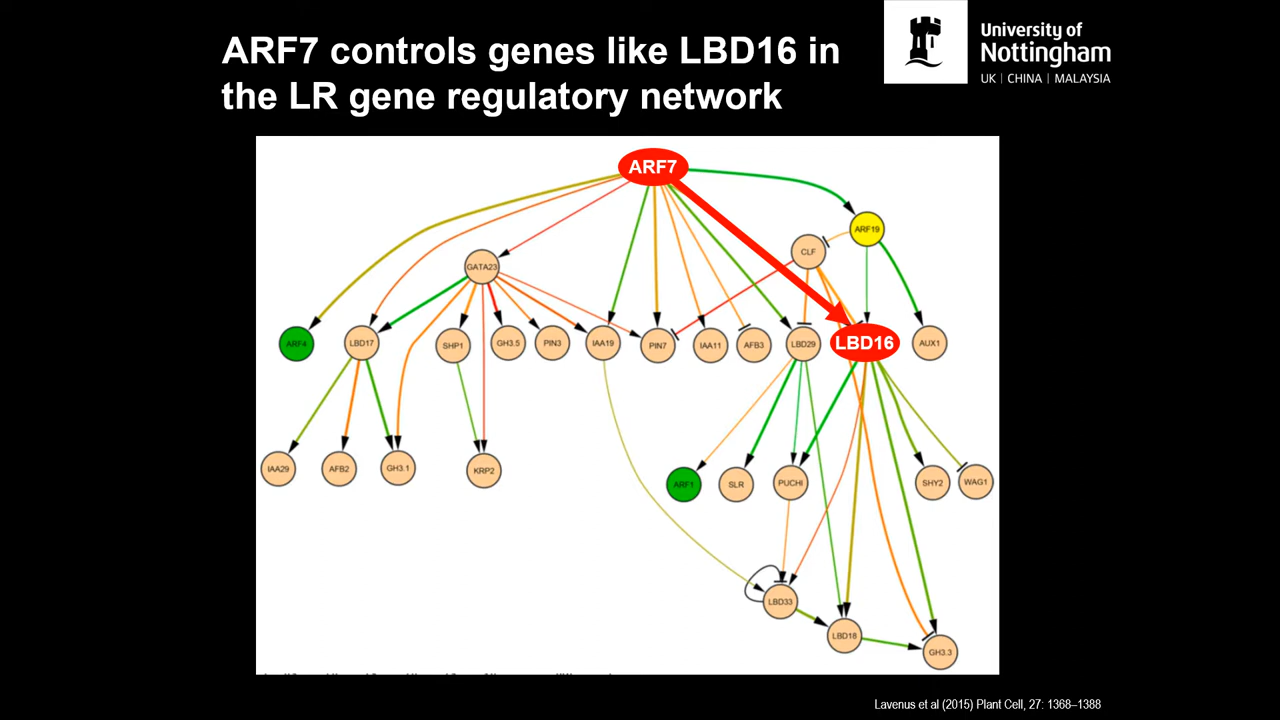 ARF7 controls genes like LBD16 in
the LR gene regulatory network
University of
Nottingham
UK | CHINA | MALAYSIA
ARF7
ARF19
CLF
GATA23
ARF4
LBD17
SHP1
GH3.5
PIN3
IAA19
PIN7
IAA11
AFB3
LBD29
LBD16
AUX1
IAA29
AFB2
GH3.1
KRP2
ARF1
SLR
PUCHI
SHY2
WAG1
LBD33
LBD18
GH3.3
Lavenus et al (2015) Plant Cell, 27: 1368–1388